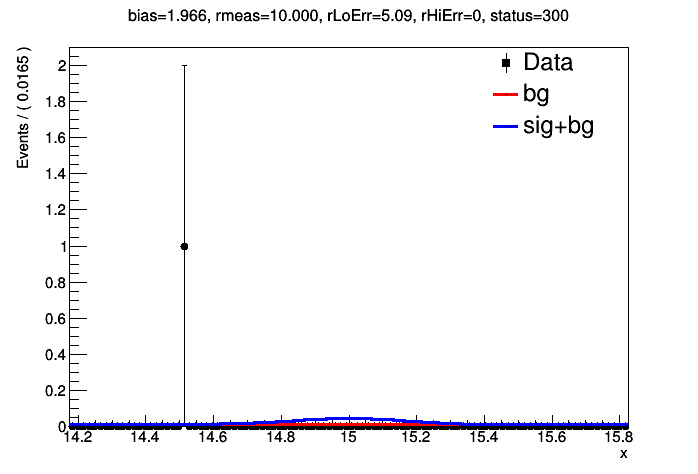 bias=1.966, rmeas=10.000, rLoErr=5.09, rHiErr=0, status=300
Events / ( 0.0165 )
2
1.8
1.6
1.4
1.2
1
0.8
0.6
0.4
0.2
0
Data
bg
sig+bg
14.2 14.4 14.6 14.8 15 15.2 15.4 15.6 15.8
x